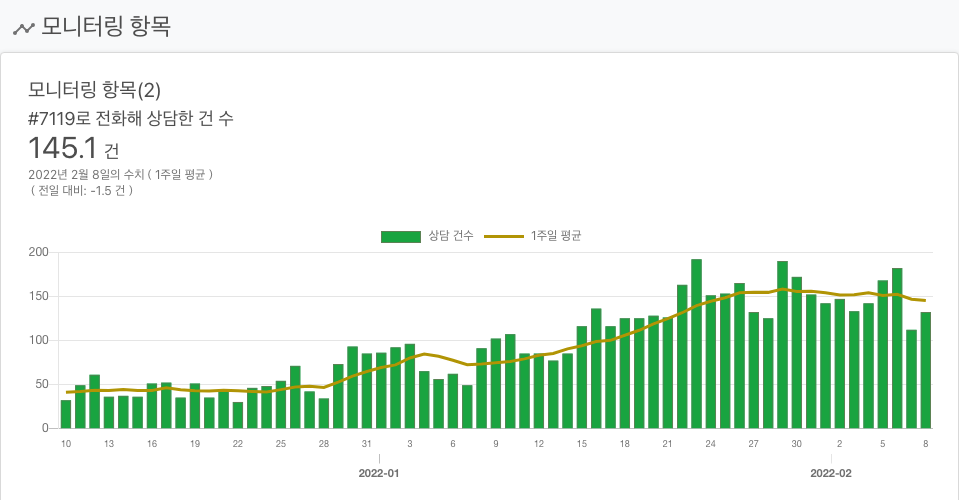 모니터링 항목
모니터링 항목(2)
#7119로 전화해 상담한 건 수
145.1 건
2022년 2월 8일의 수치 ( 1주일 평균 )
( 전일 대비: -1.5 건 )
상담 건수 1주일 평균
200
150
100
50
0
10 13 16 19 22 25 28 31 3 6 9 12 15 18 21 24 27 30 2 5 8
2022-01 2022-02